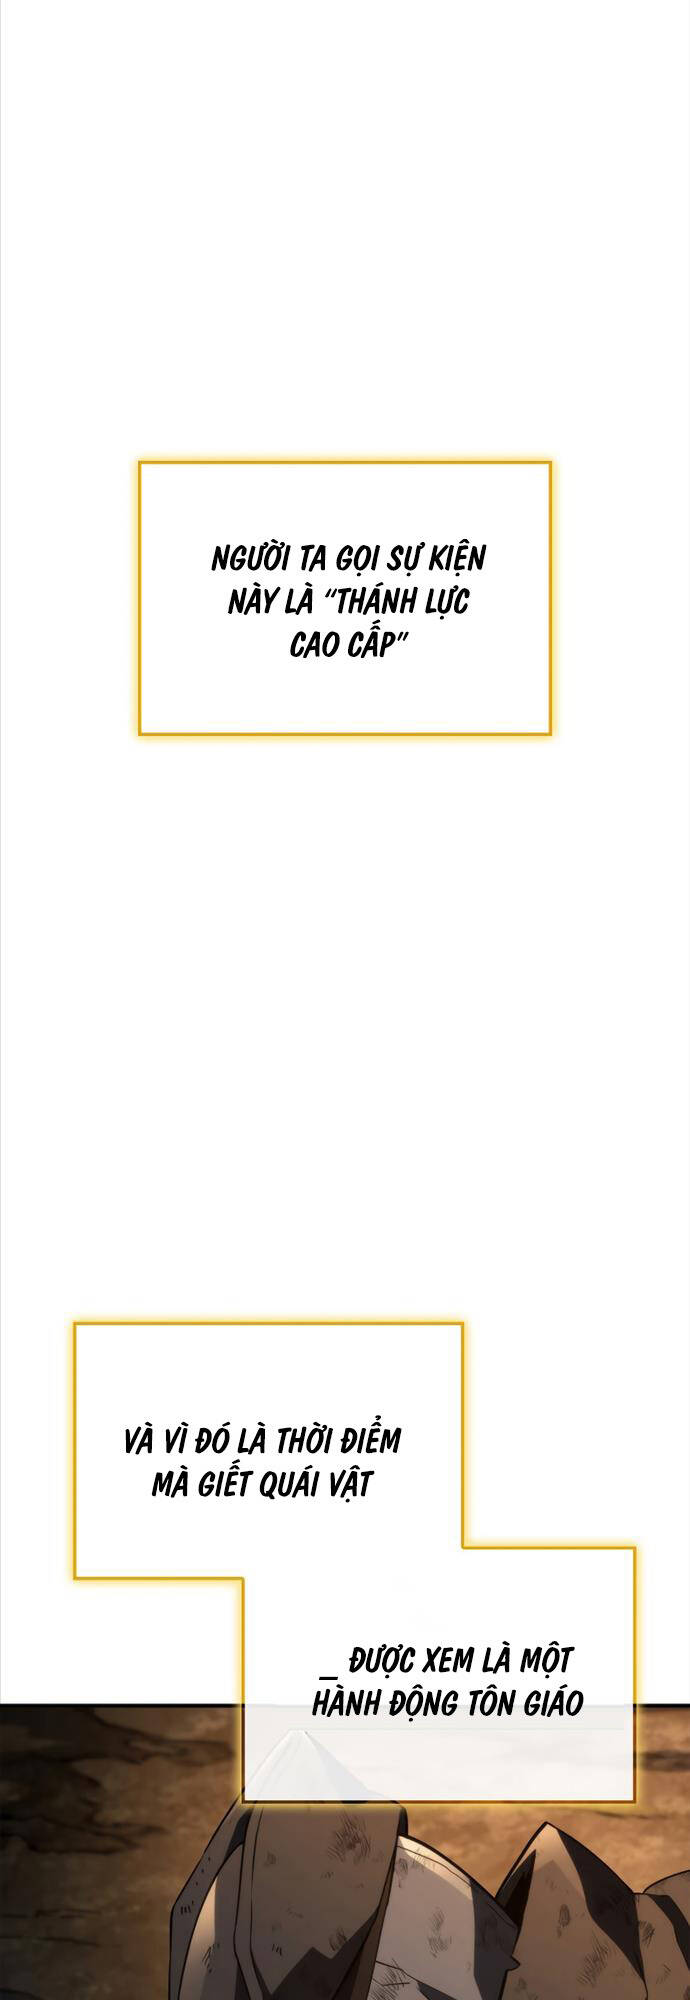 NGƯỜI TA GỌI SỰ KIỆN
NÀY LÀ “THÁNH LỰC
CAO CẤP”
VÀ VÌ ĐÓ LÀ THỜI ĐIỂM
MÀ GIẾT QUÁI VẬT
_ ĐƯỢC XEM LÀ MỘT
HÀNH ĐỘNG TÔN GIÁO